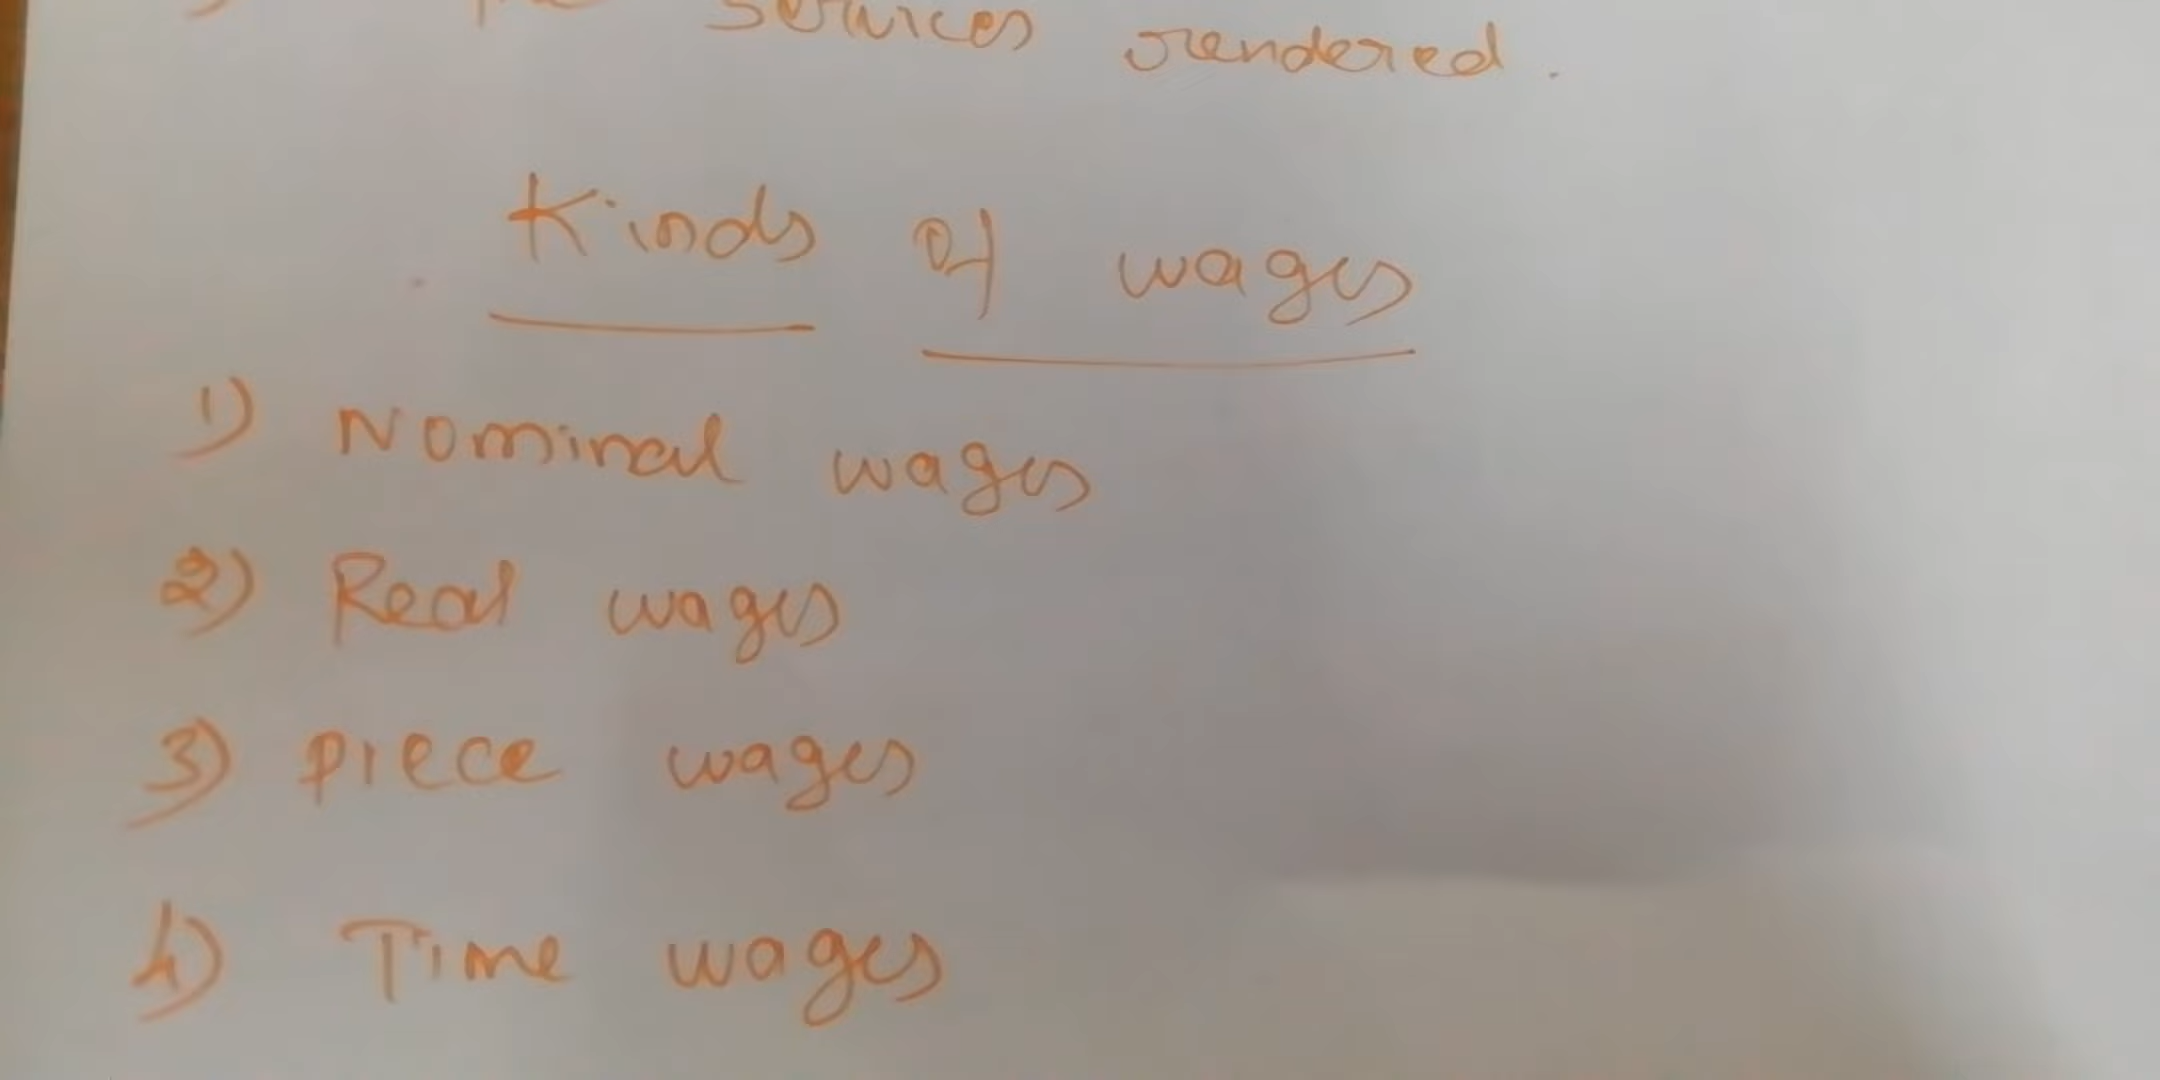 services rendered.
Kinds of wages
1) Nominal wages
2) Real wages
3) piece wages
4) Time wages